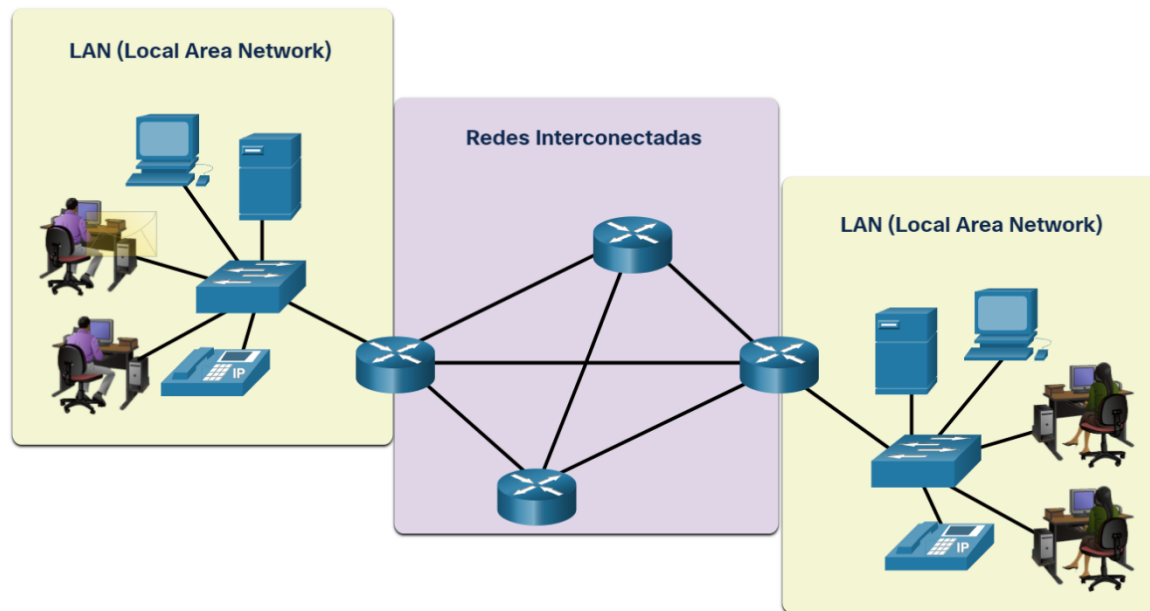 LAN (Local Area Network)
Redes Interconectadas
LAN (Local Area Network)
IP
IP